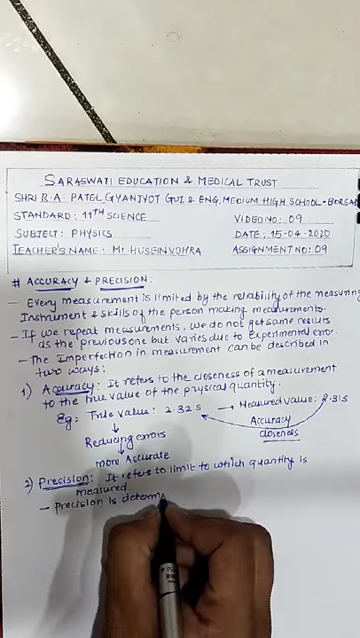 SARASWATI EDUCATION & MEDICAL TRUST
SHRI R.A. PATEL GYANJYOT GUJ. & ENG. MEDIUM HIGH SCHOOL - BORSAD
STANDARD : 11TH SCIENCE VIDEO NO : 09
SUBJECT : PHYSICS DATE : 15-04-2020
TEACHER'S NAME : Mr. HUSEN VOHRA ASSIGNMENT NO : 09
# ACCURACY & PRECISION :
- Every measurement is limited by the reliability of the measuring
Instrument & skills of the person making measurements.
- If we repeat measurements, we do not get same results
as the previous one but varies due to Experimental error.
- The Imperfection in measurement can be described in
two ways:
1) Accuracy : It refers to the closeness of a measurement
to the true value of the physical quantity.
Eg: True value : 2.32 s → Measured value : 2.31 s
↓ Accuracy
Reducing errors closeness
↓
more Accurate
2) Precision : It refers to limit to which quantity is
measured.
- Precision is determ